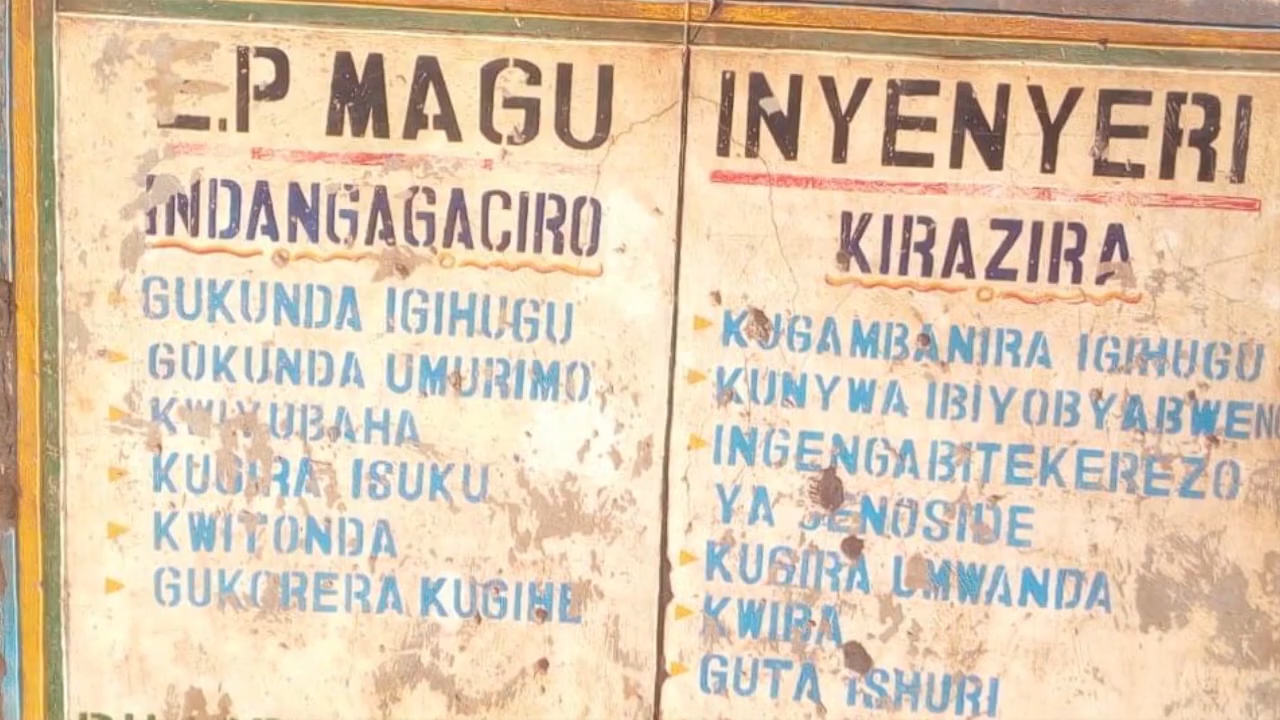 E.P MAGU
INDANGAGACIRO
GUKUNDA IGIHUGU
GUKUNDA UMURIMO
KWIYUBAHA
KUGIRA ISUKU
KWITONDA
GUKORERA KUGIHE
INYENYERI
KIRAZIRA
KUGAMBANIRA IGIHUGU
KUNYWA IBIYOBYABWEN
INGENGABITEKEREZO
YA JENOSIDE
KUGIRA UMWANDA
KWIBA
GUTA ISHURI